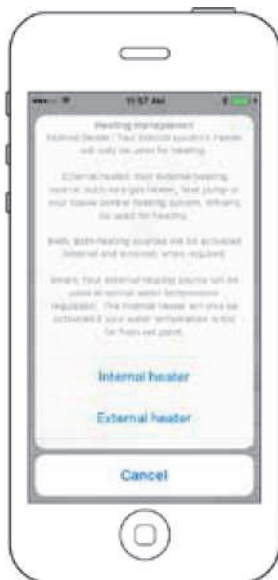 11:57 AM
Heating Management
Internal heater: Your internal system's heater
will only be used for heating.
External heater: Your external heating
source, such as a gas heater, heat pump or
your house central heating system, will only
be used for heating.
Both: Both heating sources will be activated
internal and external, when required.
Smart: Your external heating source will be
used in normal water temperature
regulation. The internal heater will also be
activated if your water temperature is too
far from set point.
Internal heater
External heater
Cancel